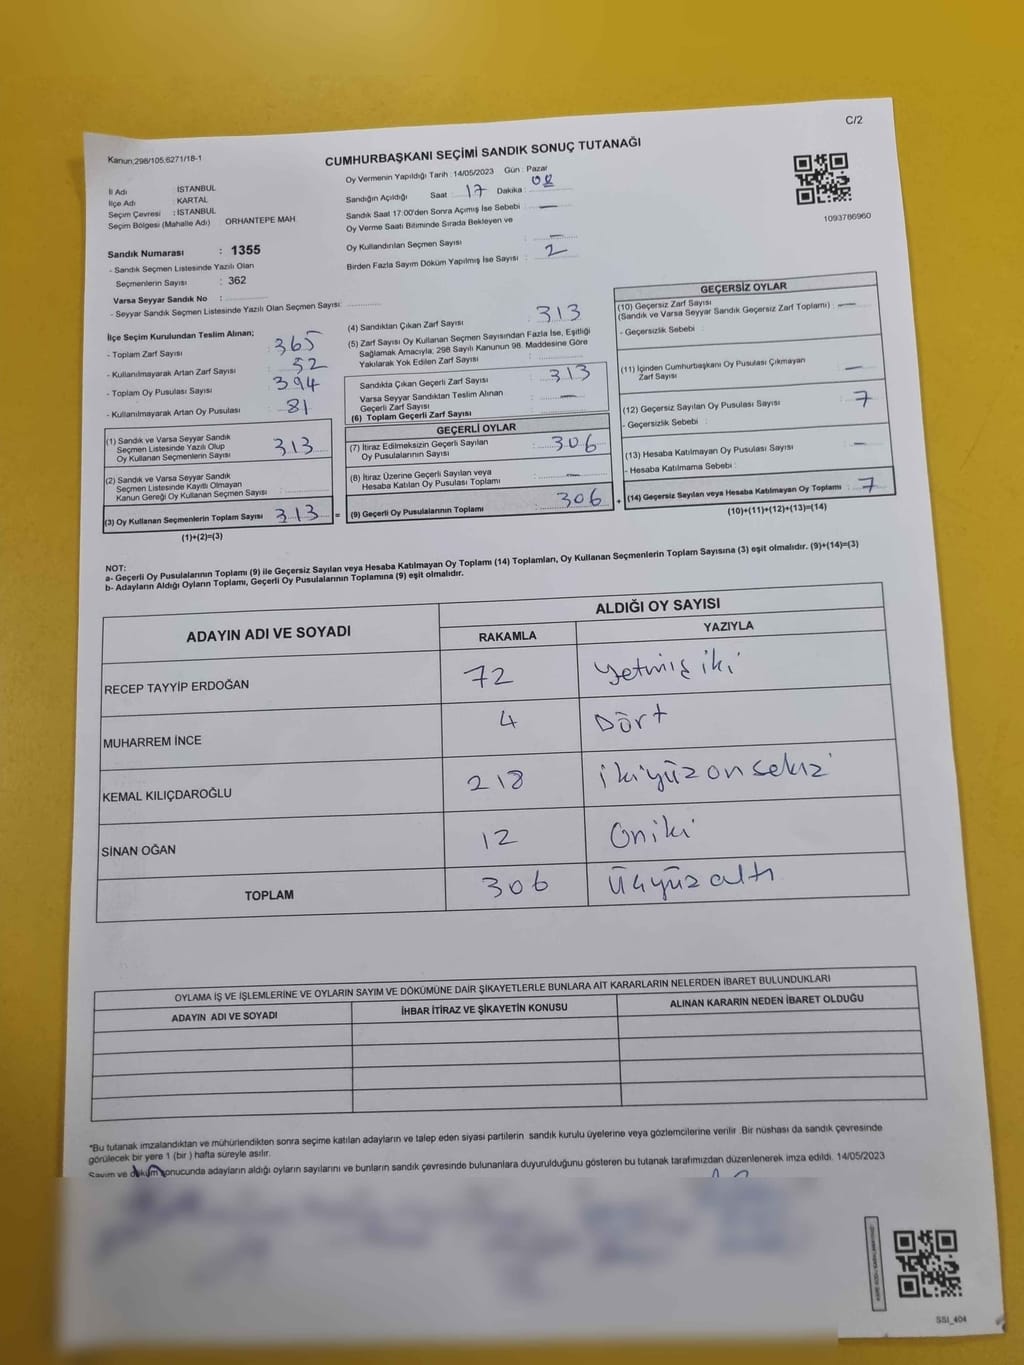 C/2
Kanun;298/105;6271/18-1
CUMHURBAŞKANI SEÇİMİ SANDIK SONUÇ TUTANAĞI
İl Adı : İSTANBUL
İlçe Adı : KARTAL
Seçim Çevresi : İSTANBUL
Seçim Bölgesi (Mahalle Adı) : ORHANTEPE MAH
Sandık Numarası : 1355
- Sandık Seçmen Listesinde Yazılı Olan
Seçmenlerin Sayısı : 362
Varsa Seyyar Sandık No :
- Seyyar Sandık Seçmen Listesinde Yazılı Olan Seçmen Sayısı:
Oy Vermenin Yapıldığı Tarih : 14/05/2023 Gün : Pazar
Sandığın Açıldığı Saat : 17 Dakika : 08
Sandık Saat 17:00'den Sonra Açımış İse Sebebi : —
Oy Verme Saati Bitiminde Sırada Bekleyen ve
Oy Kullandırılan Seçmen Sayısı : —
Birden Fazla Sayım Döküm Yapılmış İse Sayısı : 2
1093786960
İlçe Seçim Kurulundan Teslim Alınan;
- Toplam Zarf Sayısı : 365
- Kullanılmayarak Artan Zarf Sayısı : 52
- Toplam Oy Pusulası Sayısı : 394
- Kullanılmayarak Artan Oy Pusulası : 81
(1) Sandık ve Varsa Seyyar Sandık
Seçmen Listesinde Yazılı Olup
Oy Kullanan Seçmenlerin Sayısı : 313
(2) Sandık ve Varsa Seyyar Sandık
Seçmen Listesinde Kayıtlı Olmayan
Kanun Gereği Oy Kullanan Seçmen Sayısı :
(3) Oy Kullanan Seçmenlerin Toplam Sayısı : 313 =
(1)+(2)=(3)
(4) Sandıktan Çıkan Zarf Sayısı : 313
(5) Zarf Sayısı Oy Kullanan Seçmen Sayısından Fazla İse, Eşitliği
Sağlamak Amacıyla; 298 Sayılı Kanunun 98. Maddesine Göre
Yakılarak Yok Edilen Zarf Sayısı :
Sandıkta Çıkan Geçerli Zarf Sayısı : 313
Varsa Seyyar Sandıktan Teslim Alınan
Geçerli Zarf Sayısı : —
(6) Toplam Geçerli Zarf Sayısı :
GEÇERLİ OYLAR
(7) İtiraz Edilmeksizin Geçerli Sayılan
Oy Pusulalarının Sayısı : 306
(8) İtiraz Üzerine Geçerli Sayılan veya
Hesaba Katılan Oy Pusulası Toplamı : —
(9) Geçerli Oy Pusulalarının Toplamı : 306 +
GEÇERSİZ OYLAR
(10) Geçersiz Zarf Sayısı
(Sandık ve Varsa Seyyar Sandık Geçersiz Zarf Toplamı) : —
- Geçersizlik Sebebi :
(11) İçinden Cumhurbaşkanı Oy Pusulası Çıkmayan
Zarf Sayısı : —
(12) Geçersiz Sayılan Oy Pusulası Sayısı : 7
- Geçersizlik Sebebi :
(13) Hesaba Katılmayan Oy Pusulası Sayısı : —
- Hesaba Katılmama Sebebi :
(14) Geçersiz Sayılan veya Hesaba Katılmayan Oy Toplamı : 7
(10)+(11)+(12)+(13)=(14)
NOT:
a- Geçerli Oy Pusulalarının Toplamı (9) ile Geçersiz Sayılan veya Hesaba Katılmayan Oy Toplamı (14) Toplamları, Oy Kullanan Seçmenlerin Toplam Sayısına (3) eşit olmalıdır. (9)+(14)=(3)
b- Adayların Aldığı Oyların Toplamı, Geçerli Oy Pusulalarının Toplamına (9) eşit olmalıdır.
ADAYIN ADI VE SOYADI
ALDIĞI OY SAYISI
RAKAMLA YAZIYLA
RECEP TAYYİP ERDOĞAN 72 Yetmiş iki
MUHARREM İNCE 4 Dört
KEMAL KILIÇDAROĞLU 218 ikiyüz on sekiz
SİNAN OĞAN 12 Oniki
TOPLAM 306 Üçyüz altı
OYLAMA İŞ VE İŞLEMLERİNE VE OYLARIN SAYIM VE DÖKÜMÜNE DAİR ŞİKAYETLERLE BUNLARA AİT KARARLARIN NELERDEN İBARET BULUNDUKLARI
ADAYIN ADI VE SOYADI İHBAR İTİRAZ VE ŞİKAYETİN KONUSU ALINAN KARARIN NEDEN İBARET OLDUĞU
*Bu tutanak imzalandıktan ve mühürlendikten sonra seçime katılan adayların ve talep eden siyasi partilerin sandık kurulu üyelerine veya gözlemcilerine verilir .Bir nüshası da sandık çevresinde
görülecek bir yere 1 (bir ) hafta süreyle asılır.
Sayım ve döküm sonucunda adayların aldığı oyların sayılarını ve bunların sandık çevresinde bulunanlara duyurulduğunu gösteren bu tutanak tarafımızdan düzenlenerek imza edildi. 14/05/2023
SSI_404